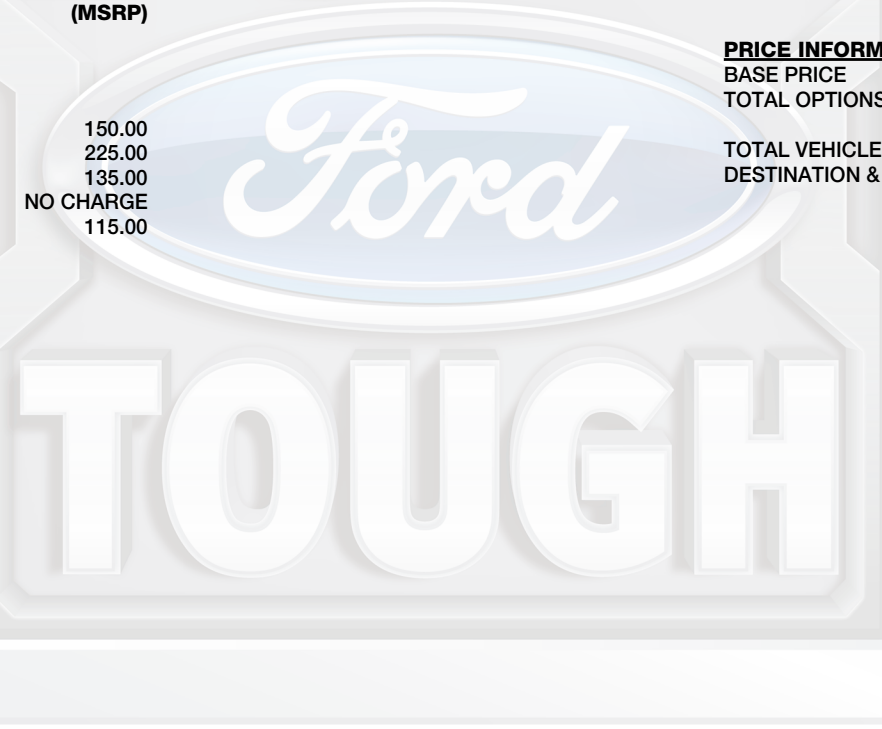 (MSRP)
150.00
225.00
135.00
NO CHARGE
115.00
PRICE INFORM
BASE PRICE
TOTAL OPTIONS
TOTAL VEHICLE
DESTINATION &
Ford
TOUGH